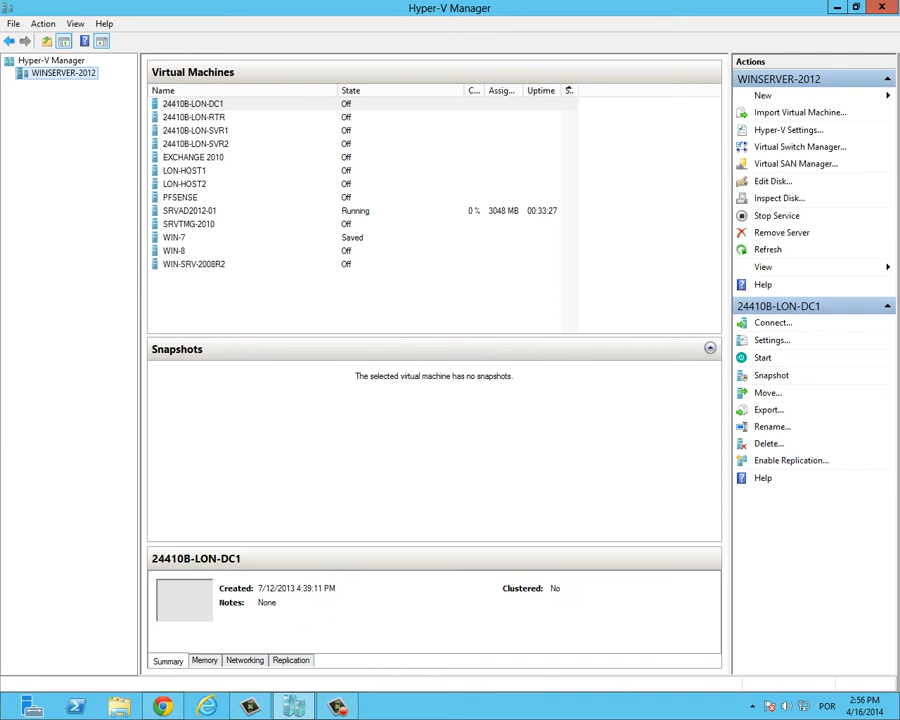 Hyper-V Manager
File Action View Help
Hyper-V Manager
WINSERVER-2012
Virtual Machines
Name State C... Assig... Uptime S..
24410B-LON-DC1 Off
24410B-LON-RTR Off
24410B-LON-SVR1 Off
24410B-LON-SVR2 Off
EXCHANGE 2010 Off
LON-HOST1 Off
LON-HOST2 Off
PFSENSE Off
SRVAD2012-01 Running 0 % 3048 MB 00:33:27
SRVTMG-2010 Off
WIN-7 Saved
WIN-8 Off
WIN-SRV-2008R2 Off
Snapshots
The selected virtual machine has no snapshots.
24410B-LON-DC1
Created: 7/12/2013 4:39:11 PM Clustered: No
Notes: None
Summary Memory Networking Replication
Actions
WINSERVER-2012
New
Import Virtual Machine...
Hyper-V Settings...
Virtual Switch Manager...
Virtual SAN Manager...
Edit Disk...
Inspect Disk...
Stop Service
Remove Server
Refresh
View
Help
24410B-LON-DC1
Connect...
Settings...
Start
Snapshot
Move...
Export...
Rename...
Delete...
Enable Replication...
Help
POR
2:56 PM
4/16/2014